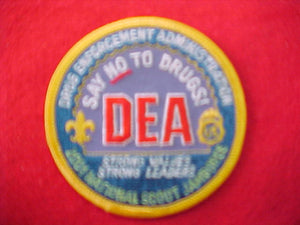 DRUG ENFORCEMENT ADMINISTRATION
SAY NO TO DRUGS!
DEA
STRONG VALUES
STRONG LEADERS
NATIONAL SCOUT JAMBOREE